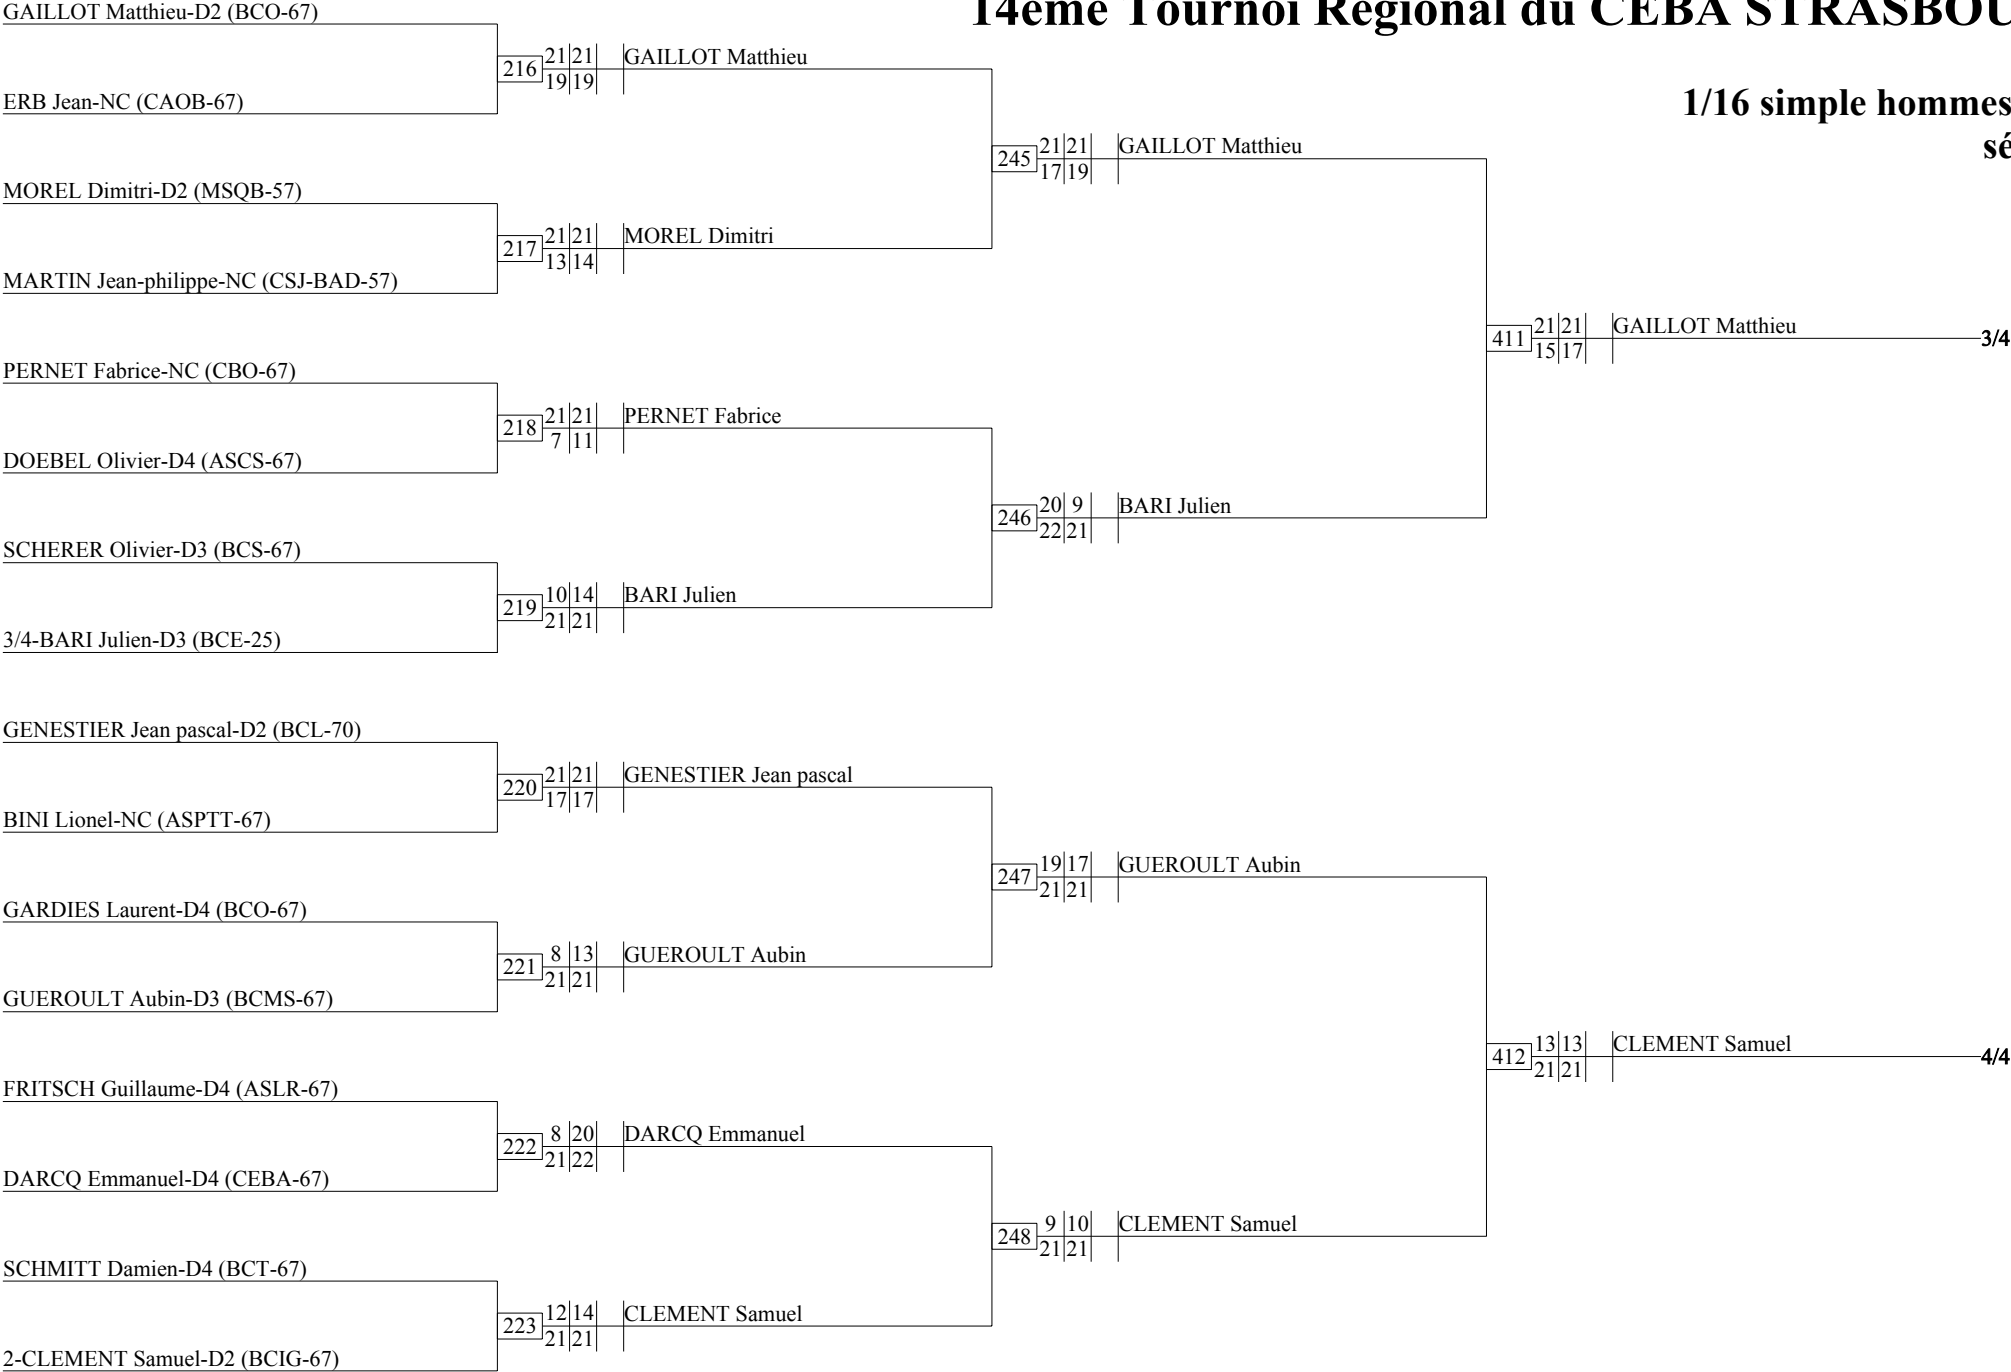 14ème Tournoi Régional du CEBA STRASBOU
1/16 simple hommes
sé
GAILLOT Matthieu-D2 (BCO-67)
216 21 21 GAILLOT Matthieu
19 19
ERB Jean-NC (CAOB-67)
245 21 21 GAILLOT Matthieu
17 19
MOREL Dimitri-D2 (MSQB-57)
217 21 21 MOREL Dimitri
13 14
MARTIN Jean-philippe-NC (CSJ-BAD-57)
411 21 21 GAILLOT Matthieu 3/4
15 17
PERNET Fabrice-NC (CBO-67)
218 21 21 PERNET Fabrice
7 11
DOEBEL Olivier-D4 (ASCS-67)
246 20 9 BARI Julien
22 21
SCHERER Olivier-D3 (BCS-67)
219 10 14 BARI Julien
21 21
3/4-BARI Julien-D3 (BCE-25)
GENESTIER Jean pascal-D2 (BCL-70)
220 21 21 GENESTIER Jean pascal
17 17
BINI Lionel-NC (ASPTT-67)
247 19 17 GUEROULT Aubin
21 21
GARDIES Laurent-D4 (BCO-67)
221 8 13 GUEROULT Aubin
21 21
GUEROULT Aubin-D3 (BCMS-67)
412 13 13 CLEMENT Samuel 4/4
21 21
FRITSCH Guillaume-D4 (ASLR-67)
222 8 20 DARCQ Emmanuel
21 22
DARCQ Emmanuel-D4 (CEBA-67)
248 9 10 CLEMENT Samuel
21 21
SCHMITT Damien-D4 (BCT-67)
223 12 14 CLEMENT Samuel
21 21
2-CLEMENT Samuel-D2 (BCIG-67)